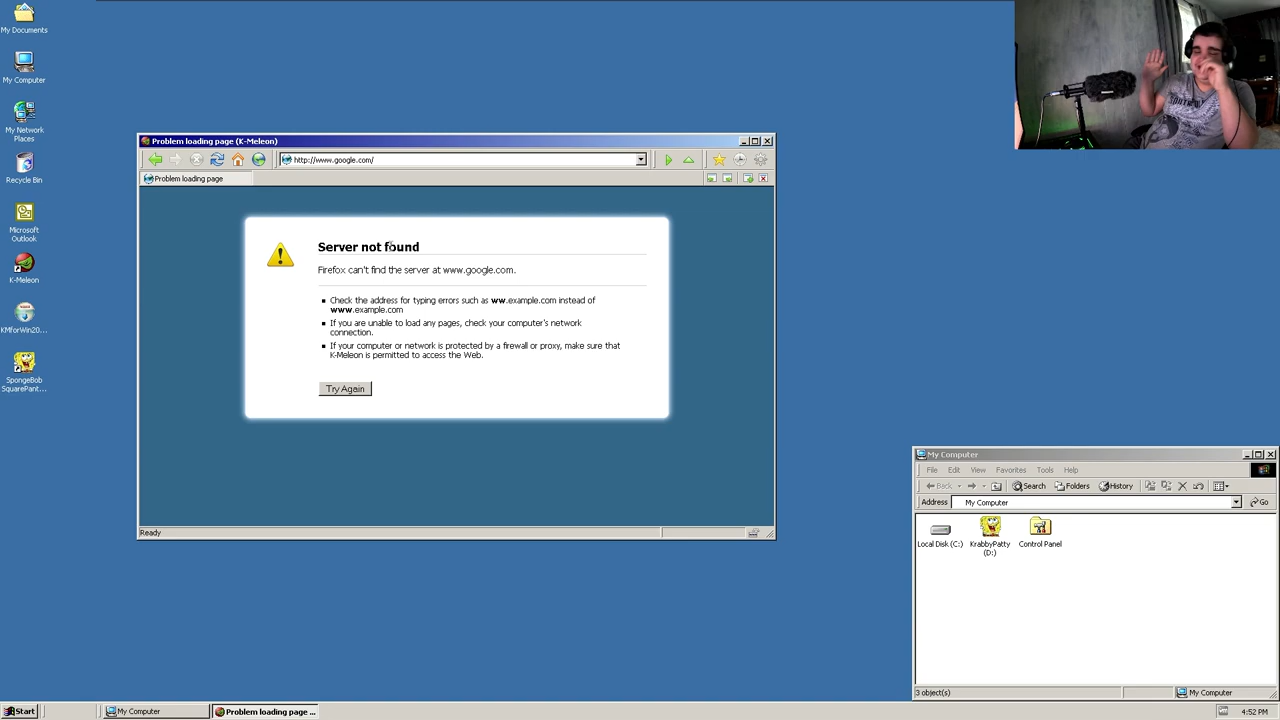 My Documents
My Computer
My Network
Places
Recycle Bin
Microsoft
Outlook
K-Meleon
KMforWin20...
SpongeBob
SquarePant...
Problem loading page (K-Meleon)
http://www.google.com/
Problem loading page
Server not found
Firefox can't find the server at www.google.com.
Check the address for typing errors such as ww.example.com instead of
www.example.com
If you are unable to load any pages, check your computer's network
connection.
If your computer or network is protected by a firewall or proxy, make sure that
K-Meleon is permitted to access the Web.
Try Again
Ready
My Computer
File Edit View Favorites Tools Help
Back Search Folders History
Address My Computer Go
Local Disk (C:) KrabbyPatty
(D:) Control Panel
3 object(s) My Computer
Start My Computer Problem loading page ... 4:52 PM